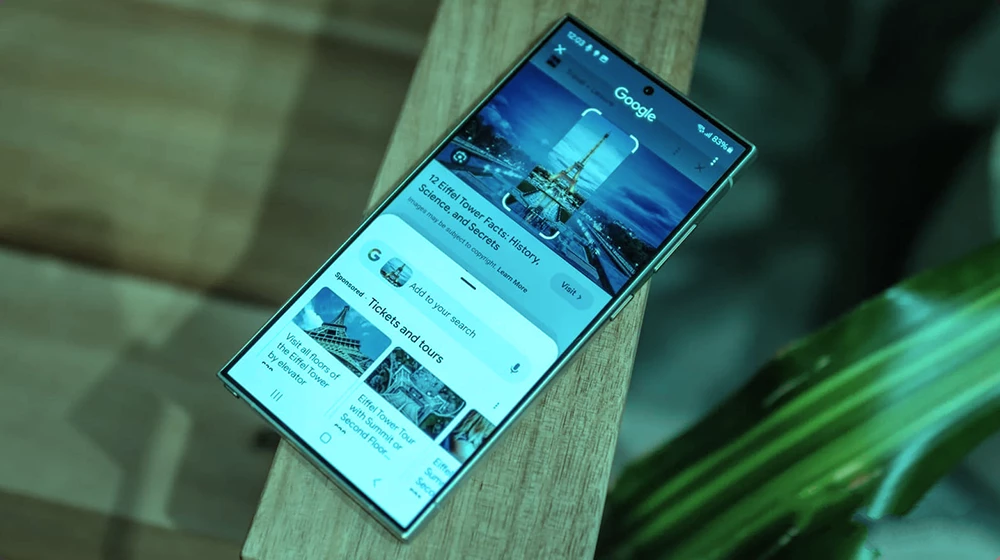 12:03
83%
Google
12 Eiffel Tower Facts: History,
Science, and Secrets
Images may be subject to copyright. Learn More
Visit >
G
Add to your search
Sponsored · Tickets and tours
Visit all floors of
the Eiffel Tower
by elevator
Eiffel Tower Tour
with Summit or
Second Floor...
Eiffe
Seco